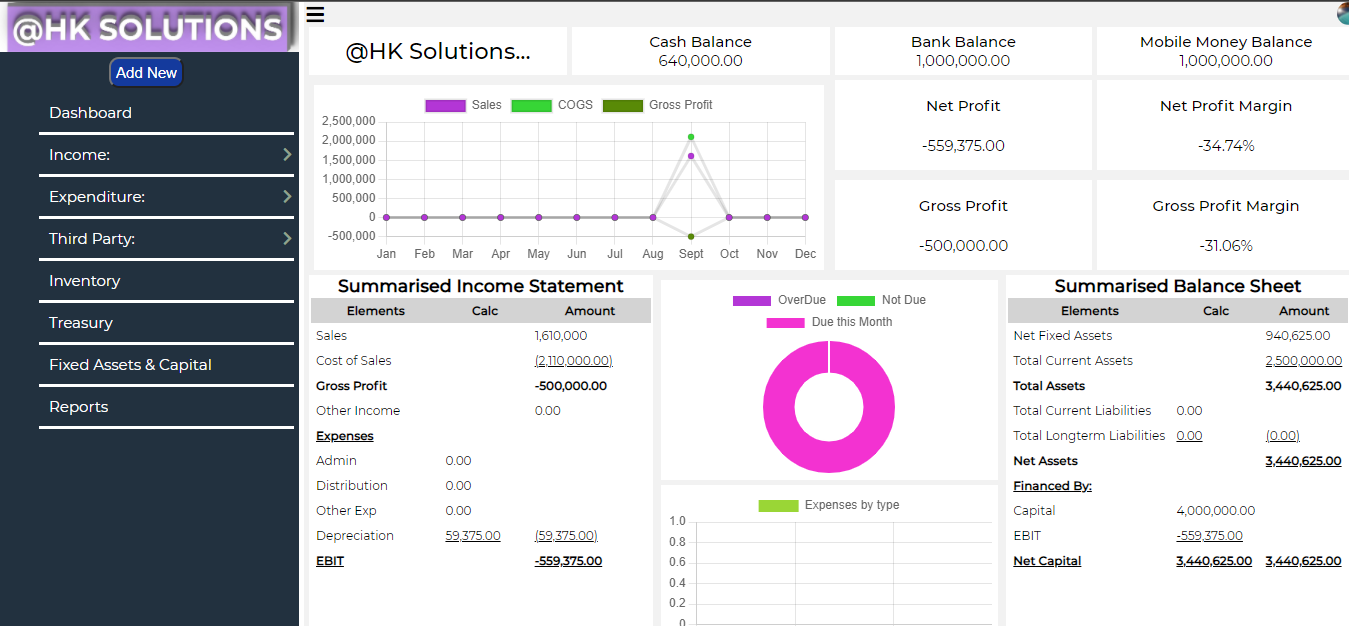 @HK SOLUTIONS
Add New
Dashboard
Income:
Expenditure:
Third Party:
Inventory
Treasury
Fixed Assets & Capital
Reports
@HK Solutions...
Cash Balance
640,000.00
Bank Balance
1,000,000.00
Mobile Money Balance
1,000,000.00
Sales COGS Gross Profit
2,500,000
2,000,000
1,500,000
1,000,000
500,000
0
-500,000
Jan Feb Mar Apr May Jun Jul Aug Sept Oct Nov Dec
Net Profit
-559,375.00
Net Profit Margin
-34.74%
Gross Profit
-500,000.00
Gross Profit Margin
-31.06%
Summarised Income Statement
Elements Calc Amount
Sales 1,610,000
Cost of Sales (2,110,000.00)
Gross Profit -500,000.00
Other Income 0.00
Expenses
Admin 0.00
Distribution 0.00
Other Exp 0.00
Depreciation 59,375.00 (59,375.00)
EBIT -559,375.00
OverDue Not Due
Due this Month
Expenses by type
1.0
0.8
0.6
0.4
0.2
0
Summarised Balance Sheet
Elements Calc Amount
Net Fixed Assets 940,625.00
Total Current Assets 2,500,000.00
Total Assets 3,440,625.00
Total Current Liabilities 0.00
Total Longterm Liabilities 0.00 (0.00)
Net Assets 3,440,625.00
Financed By:
Capital 4,000,000.00
EBIT -559,375.00
Net Capital 3,440,625.00 3,440,625.00